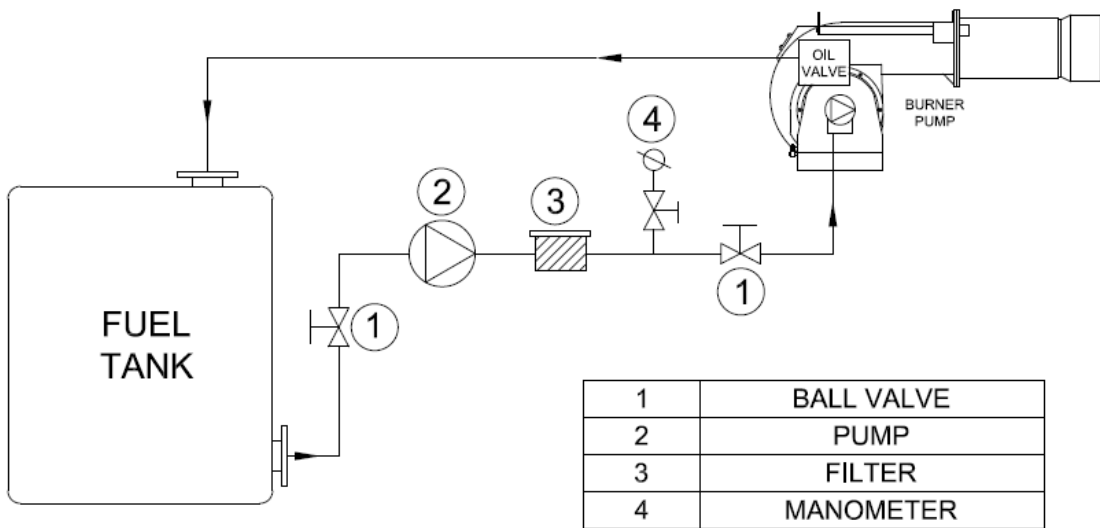 OIL
VALVE
BURNER
PUMP
4
2
3
1
1
FUEL
TANK
1 BALL VALVE
2 PUMP
3 FILTER
4 MANOMETER